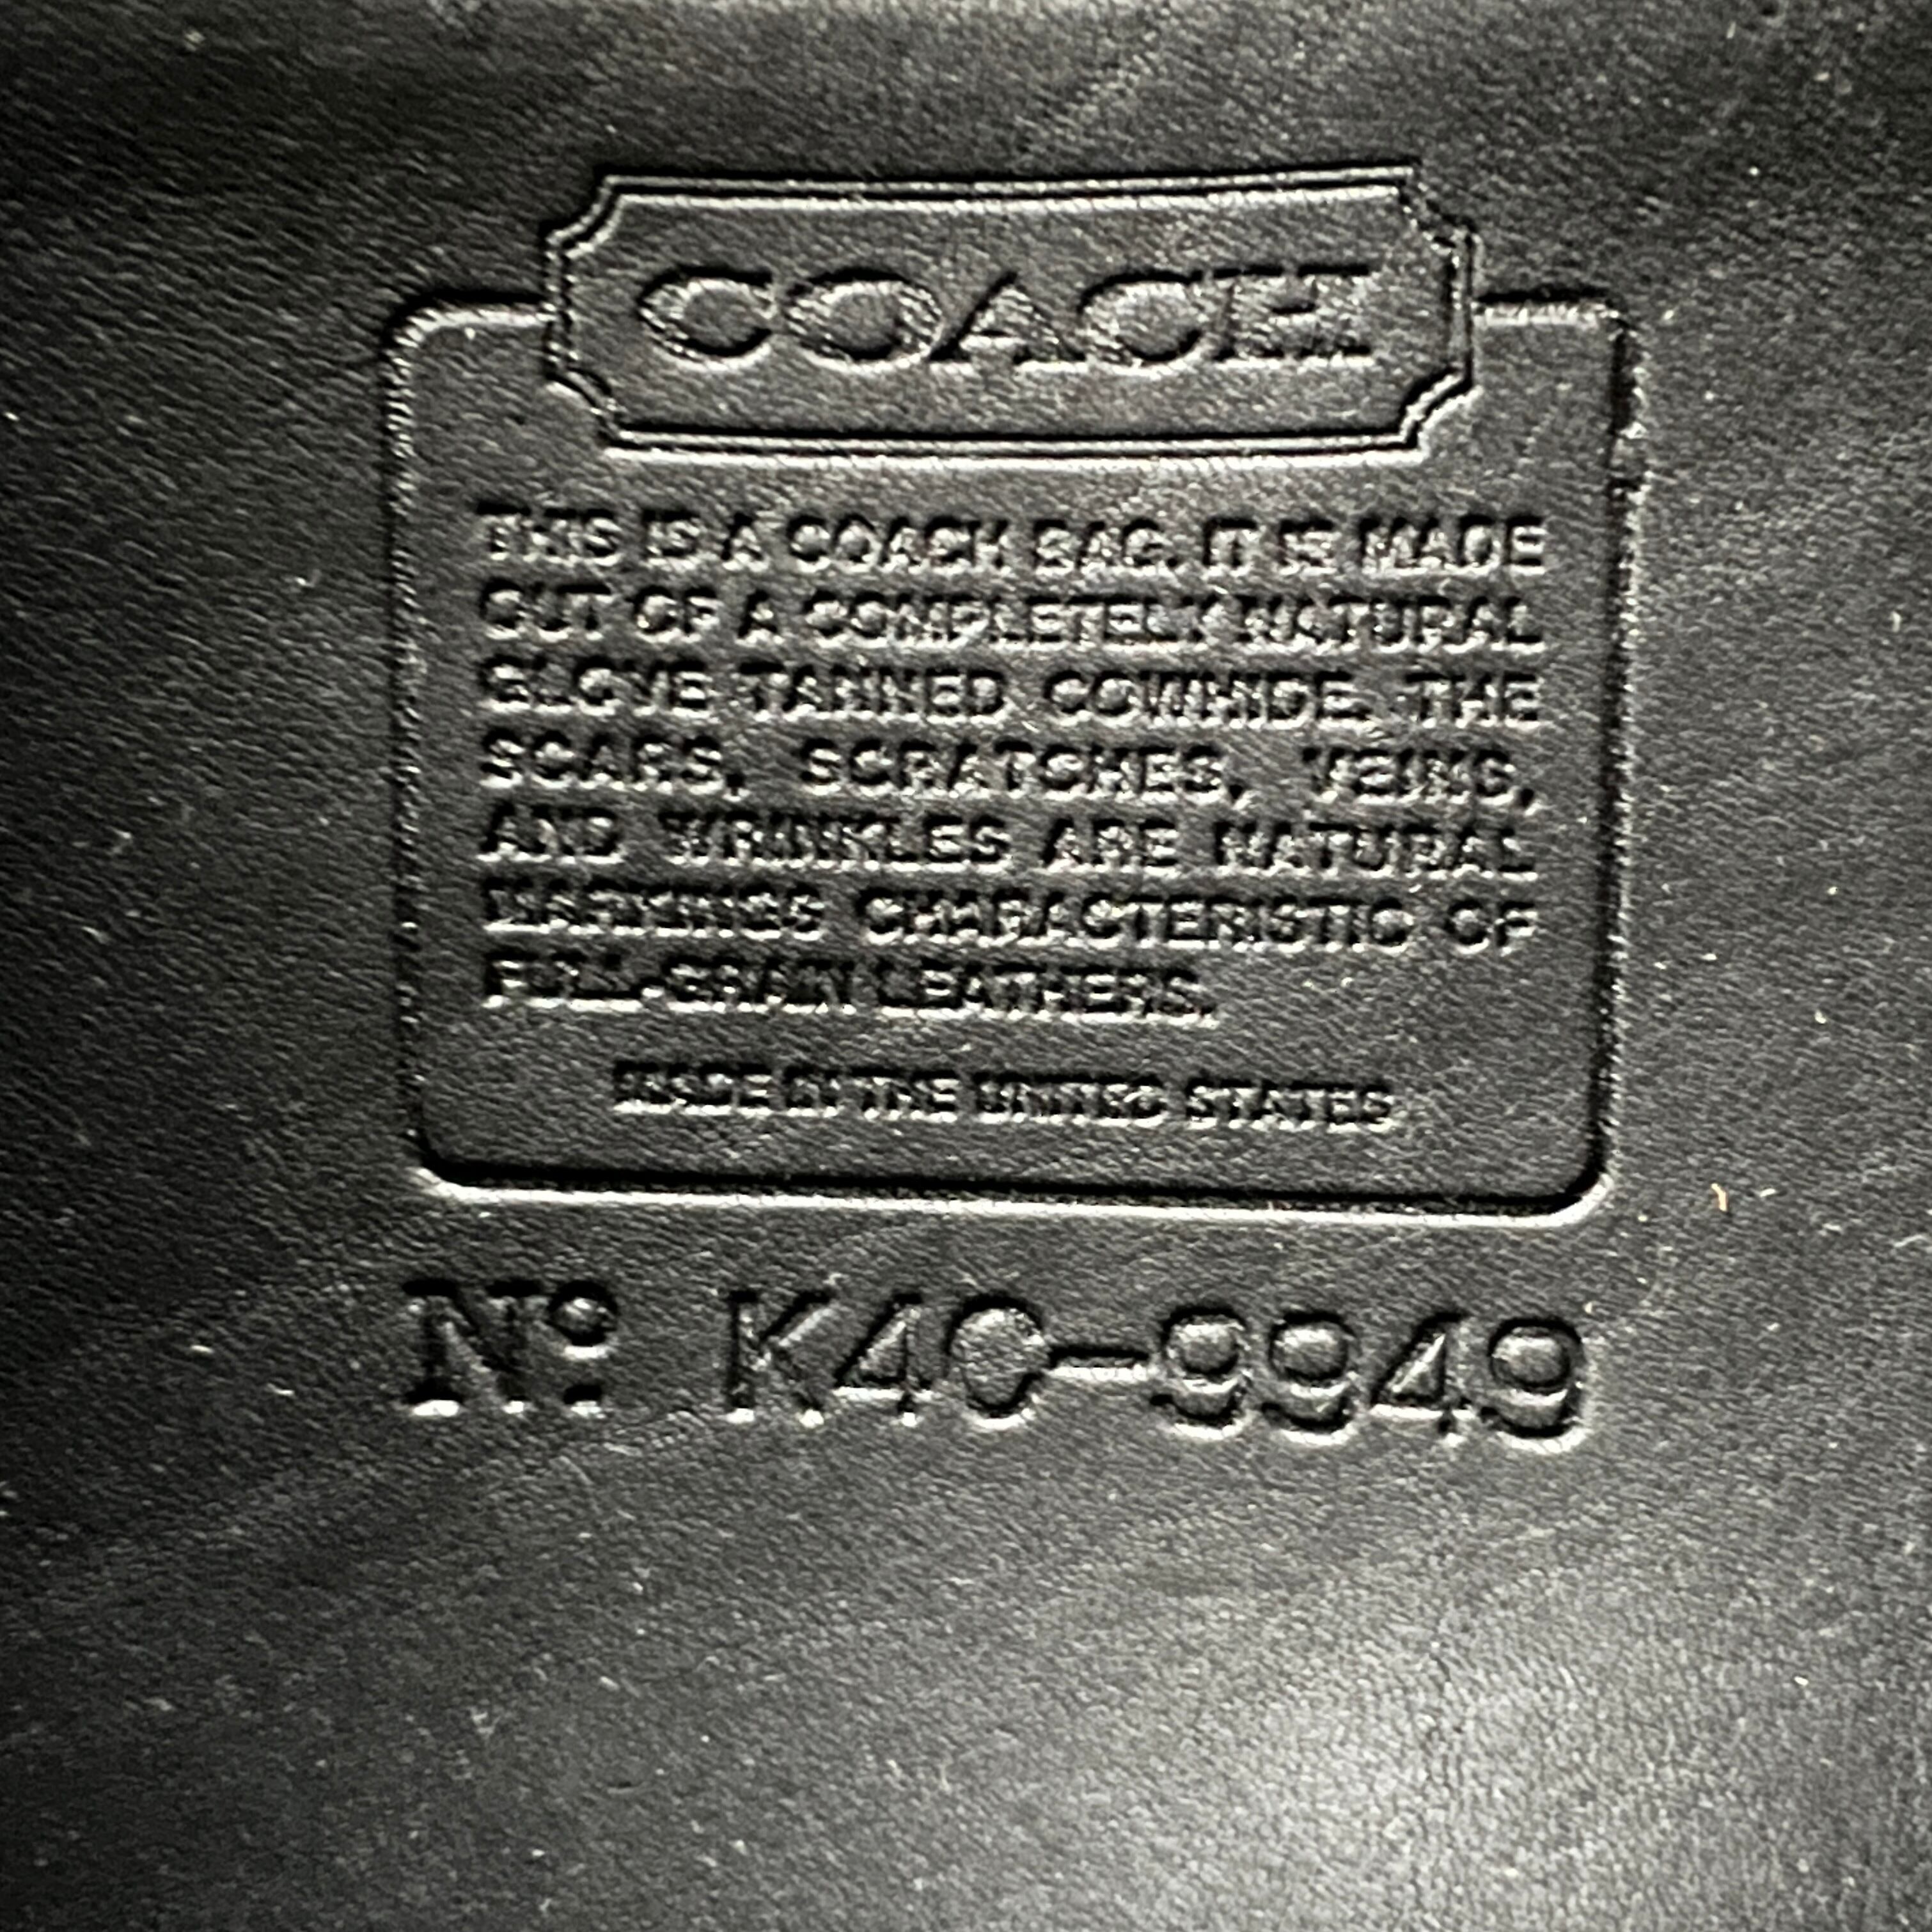 COACH
THIS IS A COACH BAG. IT IS MADE
OUT OF A COMPLETELY NATURAL
GLOVE TANNED COWHIDE. THE
SCARS, SCRATCHES, VEINS,
AND WRINKLES ARE NATURAL
MARKINGS CHARACTERISTIC OF
FULL-GRAIN LEATHERS.
MADE IN THE UNITED STATES
Nº K4C-9949